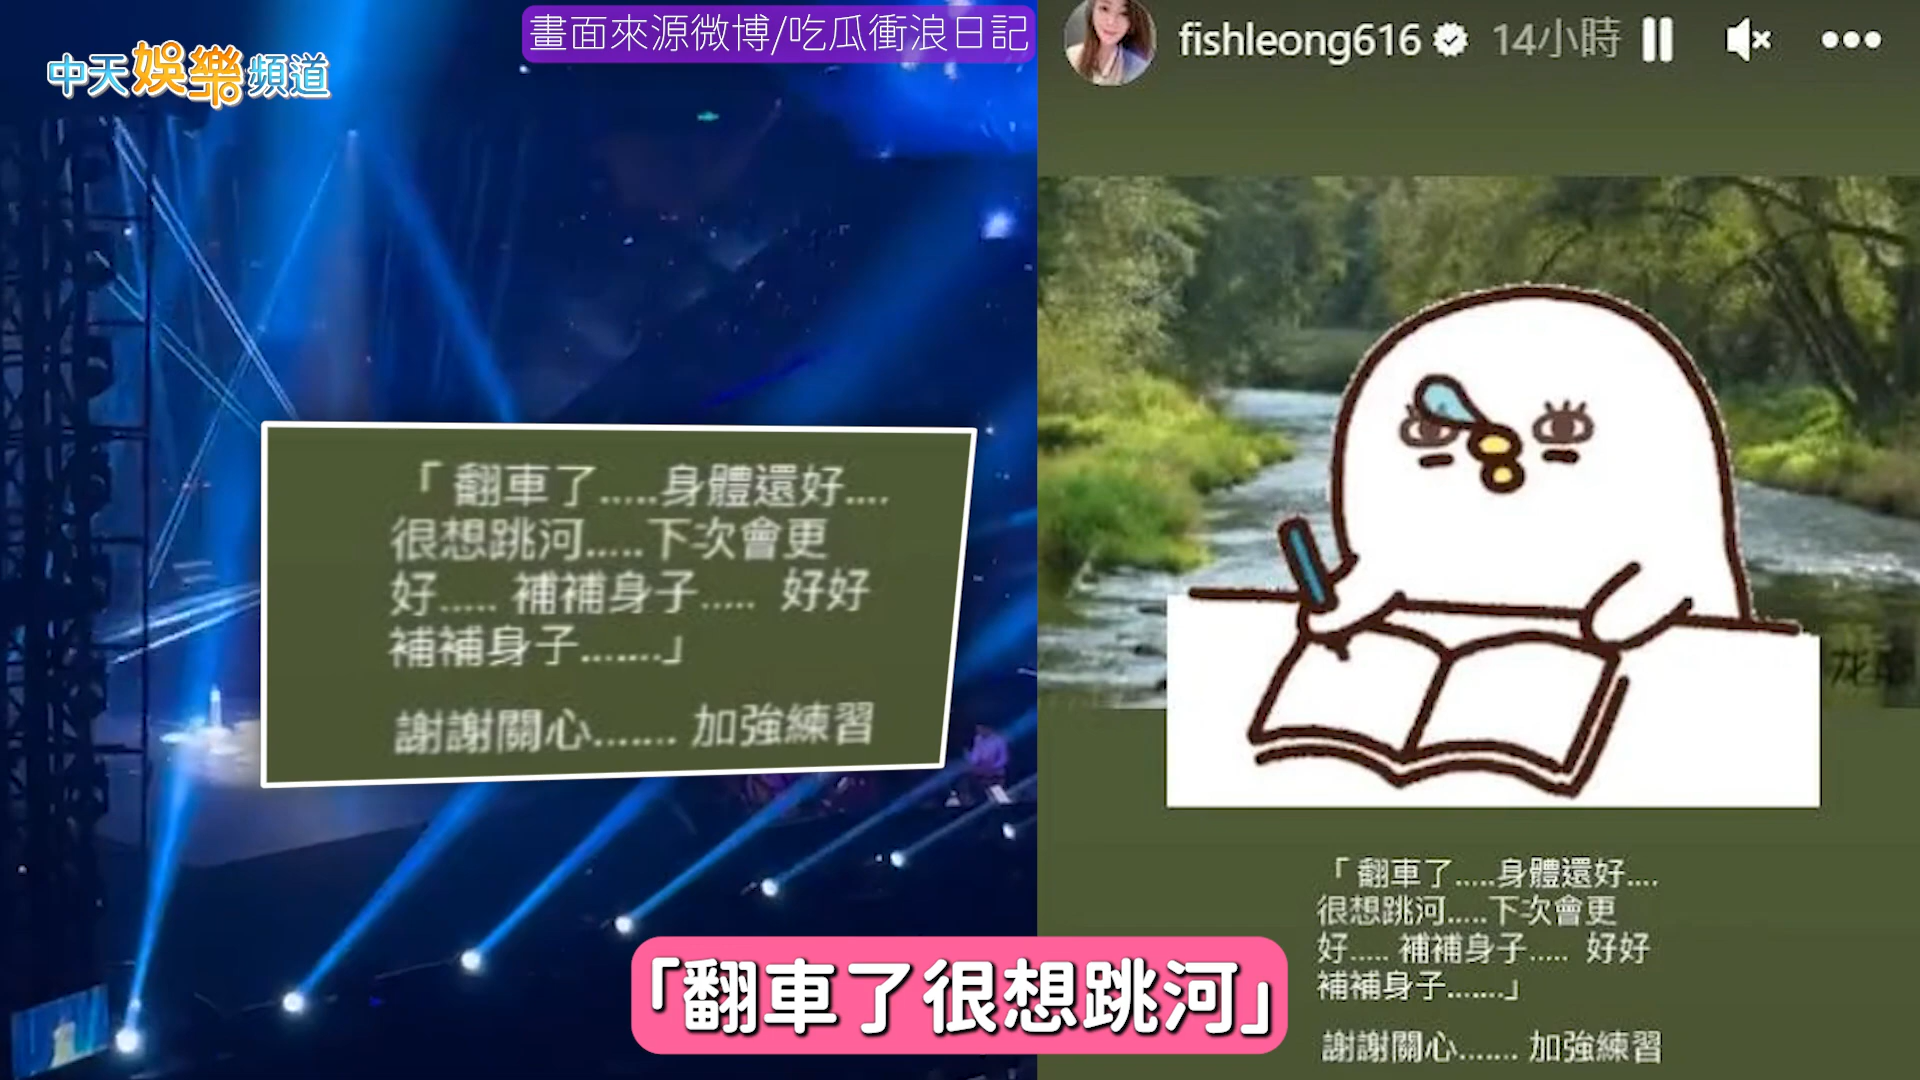 中天娛樂頻道
畫面來源微博/吃瓜衝浪日記
fishleong616 14小時
「翻車了.....身體還好....
很想跳河.....下次會更
好..... 補補身子..... 好好
補補身子.......」
謝謝關心....... 加強練習
「翻車了.....身體還好....
很想跳河.....下次會更
好..... 補補身子..... 好好
補補身子.......」
謝謝關心....... 加強練習
「翻車了很想跳河」